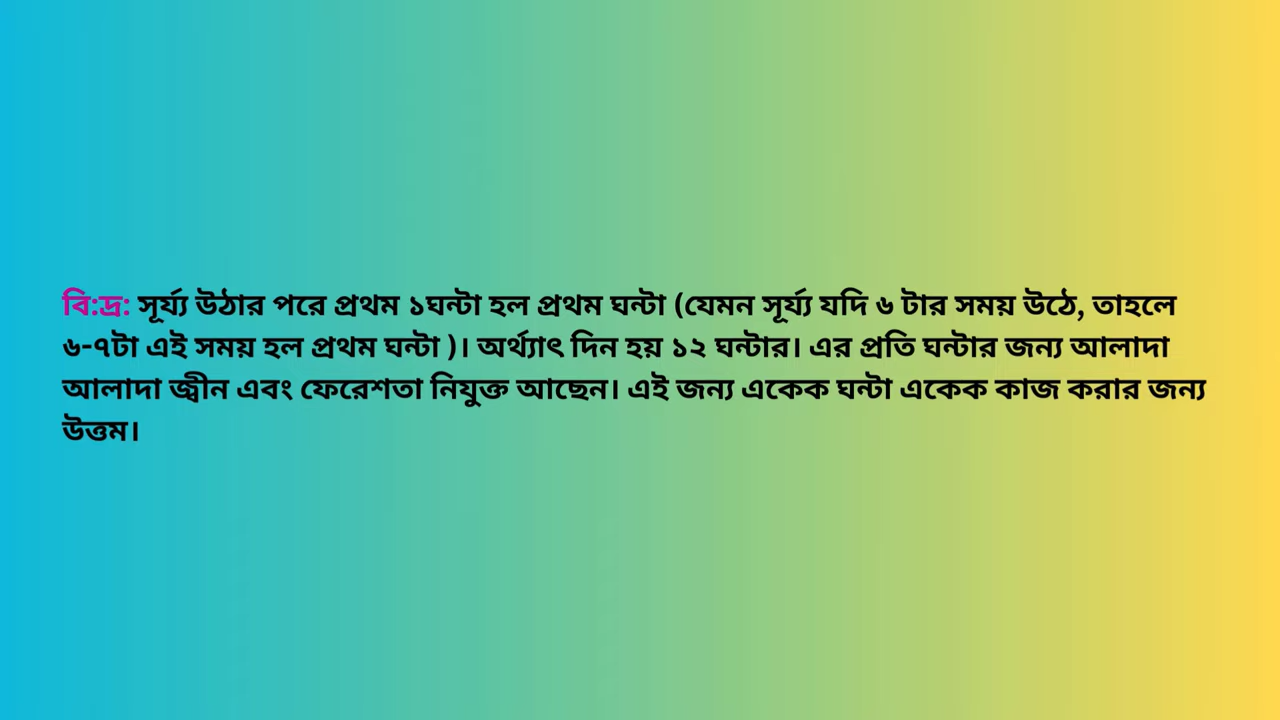 বি:দ্র: সূর্য্য উঠার পরে প্রথম ১ঘন্টা হল প্রথম ঘন্টা (যেমন সূর্য্য যদি ৬ টার সময় উঠে, তাহলে
৬-৭টা এই সময় হল প্রথম ঘন্টা )। অর্থ্যাৎ দিন হয় ১২ ঘন্টার। এর প্রতি ঘন্টার জন্য আলাদা
আলাদা জ্বীন এবং ফেরেশতা নিযুক্ত আছেন। এই জন্য একেক ঘন্টা একেক কাজ করার জন্য
উত্তম।